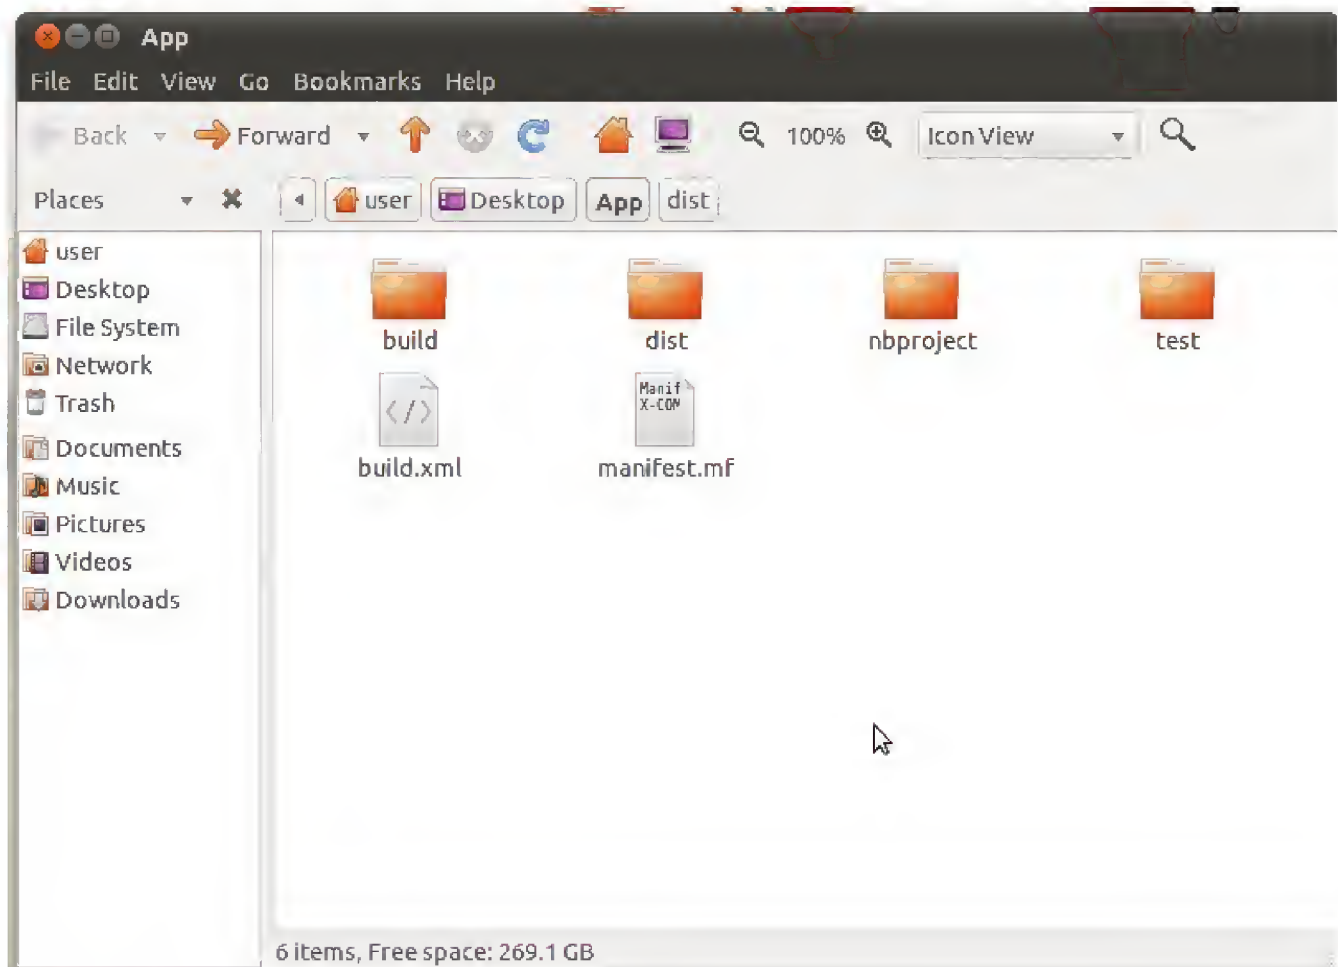 App
File Edit View Go Bookmarks Help
Back Forward 100% Icon View
Places user Desktop App dist
user
Desktop
File System
Network
Trash
Documents
Music
Pictures
Videos
Downloads
build dist nbproject test
Manif
X-COM
build.xml manifest.mf
6 items, Free space: 269.1 GB